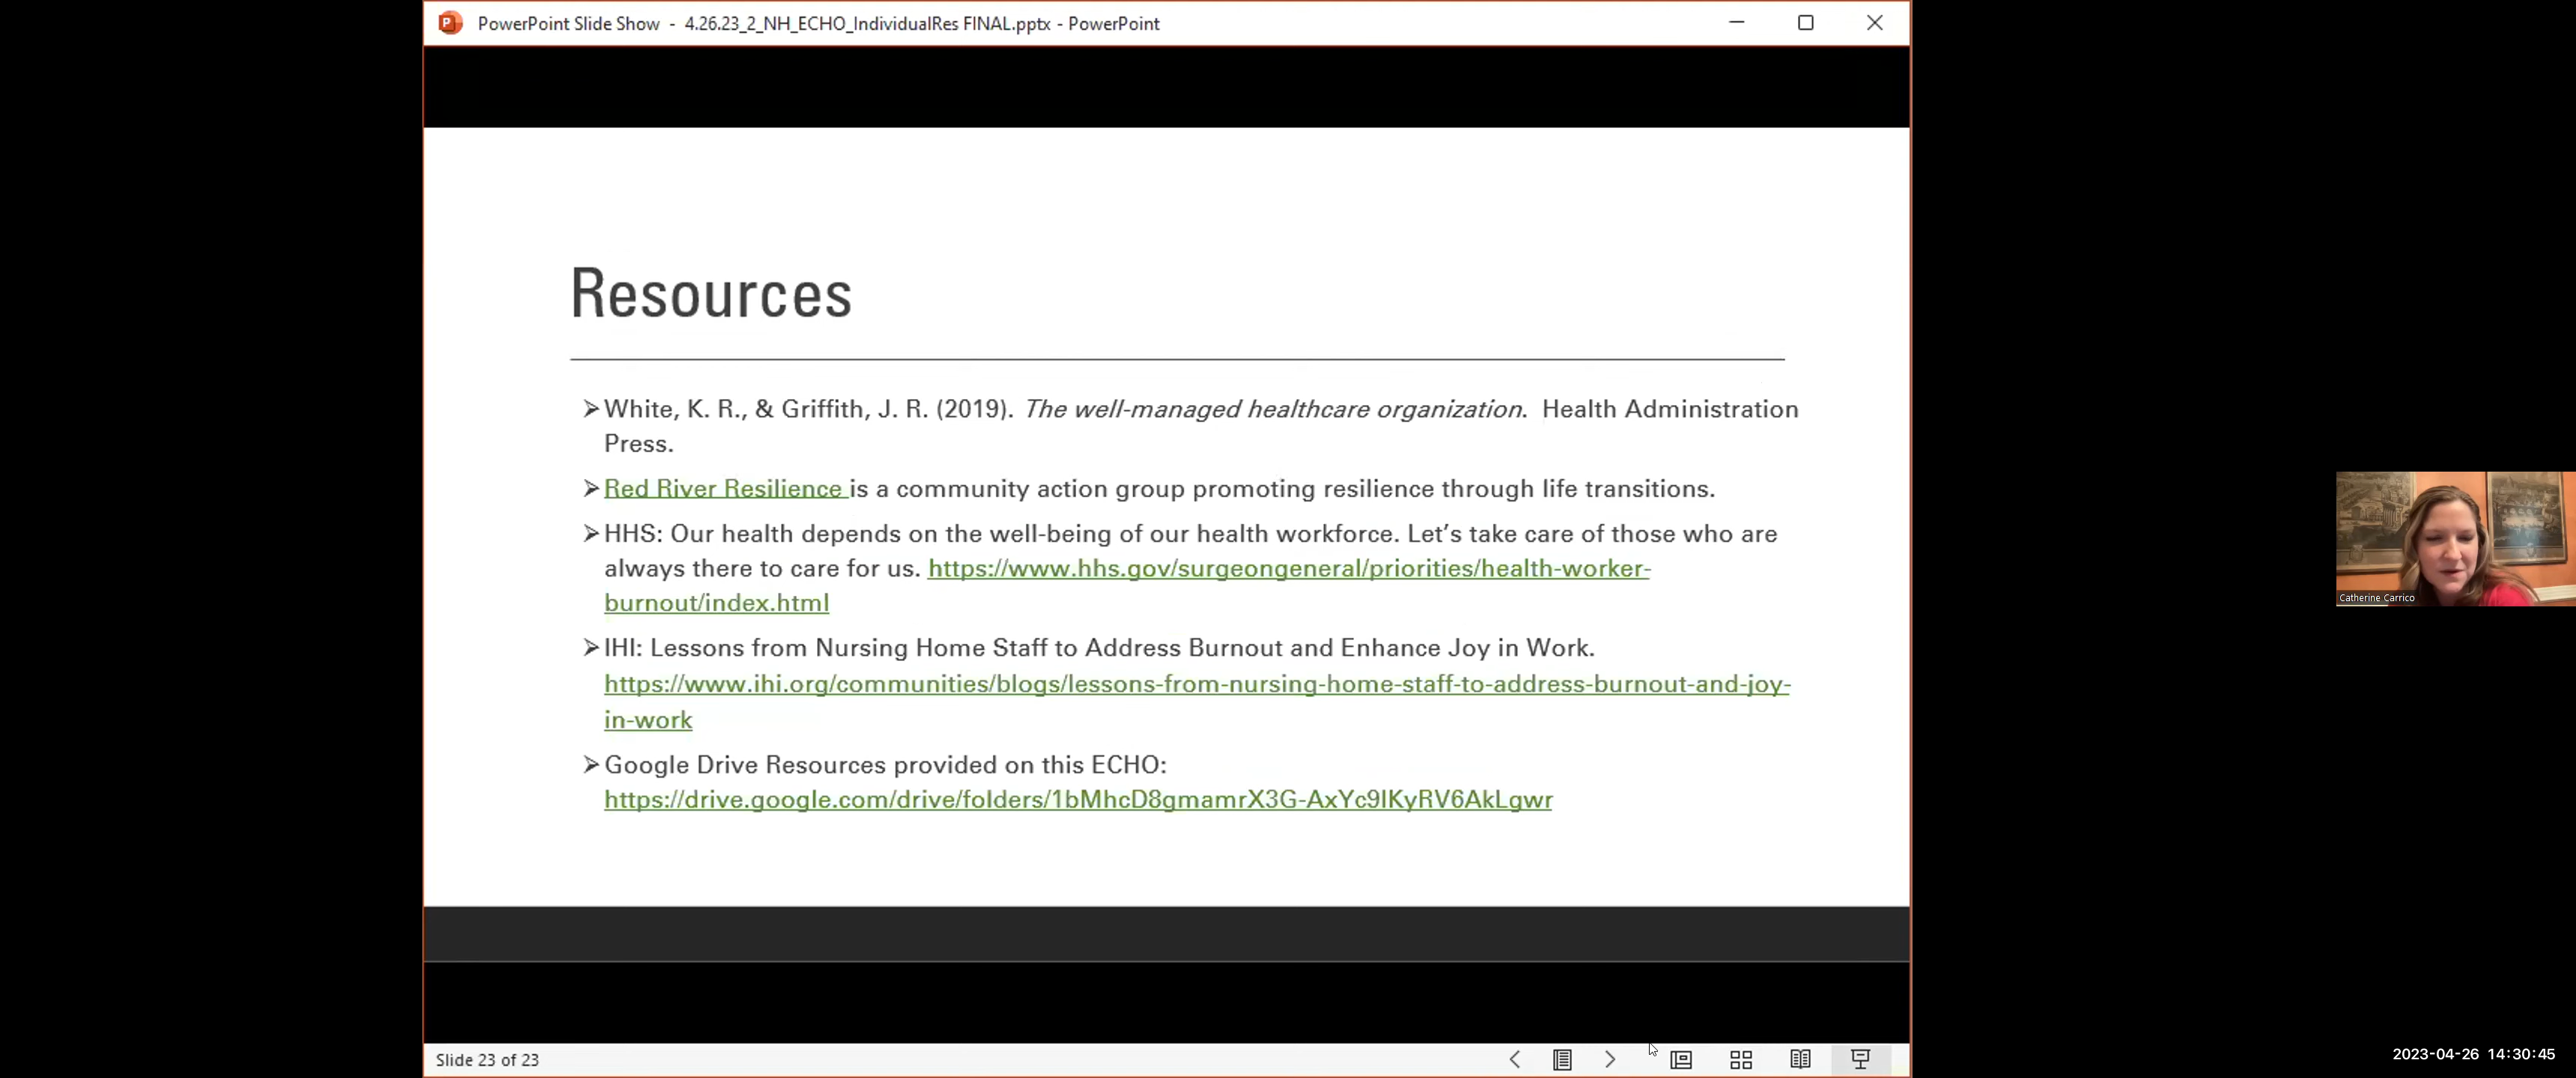 PowerPoint Slide Show - 4.26.23_2_NH_ECHO_IndividualRes FINAL.pptx - PowerPoint
Resources
➢White, K. R., & Griffith, J. R. (2019). The well-managed healthcare organization. Health Administration
Press.
➢Red River Resilience is a community action group promoting resilience through life transitions.
➢HHS: Our health depends on the well-being of our health workforce. Let’s take care of those who are
always there to care for us. https://www.hhs.gov/surgeongeneral/priorities/health-worker-
burnout/index.html
➢IHI: Lessons from Nursing Home Staff to Address Burnout and Enhance Joy in Work.
https://www.ihi.org/communities/blogs/lessons-from-nursing-home-staff-to-address-burnout-and-joy-
in-work
➢Google Drive Resources provided on this ECHO:
https://drive.google.com/drive/folders/1bMhcD8gmamrX3G-AxYc9lKyRV6AkLgwr
Catherine Carrico
Slide 23 of 23
2023-04-26 14:30:45